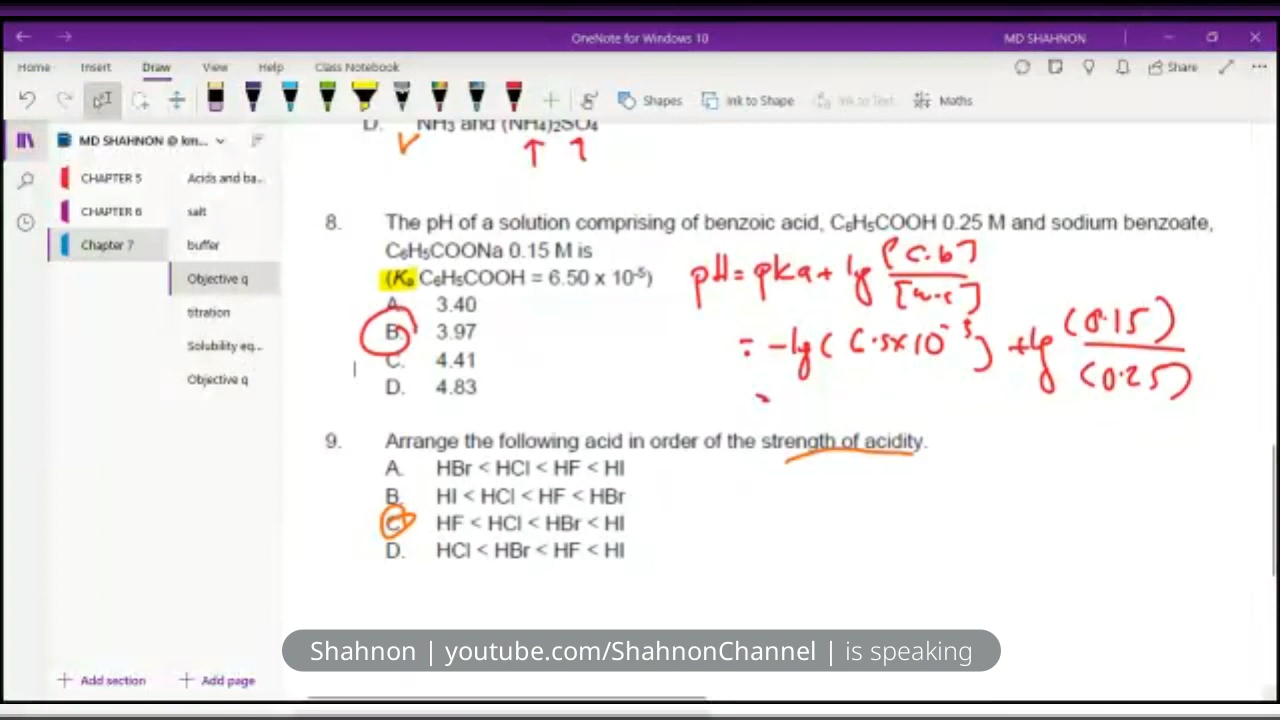 OneNote for Windows 10
MD SHAHNON
Home Insert Draw View Help Class Notebook
Share
Shapes Ink to Shape Ink to Text Maths
MD SHAHNON @ km...
CHAPTER 5
CHAPTER 6
Chapter 7
Acids and ba...
salt
buffer
Objective q
titration
Solubility eq...
Objective q
Add section
Add page
D. NH3 and (NH4)2SO4
8. The pH of a solution comprising of benzoic acid, C6H5COOH 0.25 M and sodium benzoate,
C6H5COONa 0.15 M is
(Ka C6H5COOH = 6.50 x 10-5)
A. 3.40
B. 3.97
C. 4.41
D. 4.83
pH = pka + lg [c.b]
[w.c]
= -lg (6.5x10-5) + lg (0.15)
(0.25)
9. Arrange the following acid in order of the strength of acidity.
A. HBr < HCl < HF < HI
B. HI < HCl < HF < HBr
C. HF < HCl < HBr < HI
D. HCl < HBr < HF < HI
Shahnon | youtube.com/ShahnonChannel | is speaking